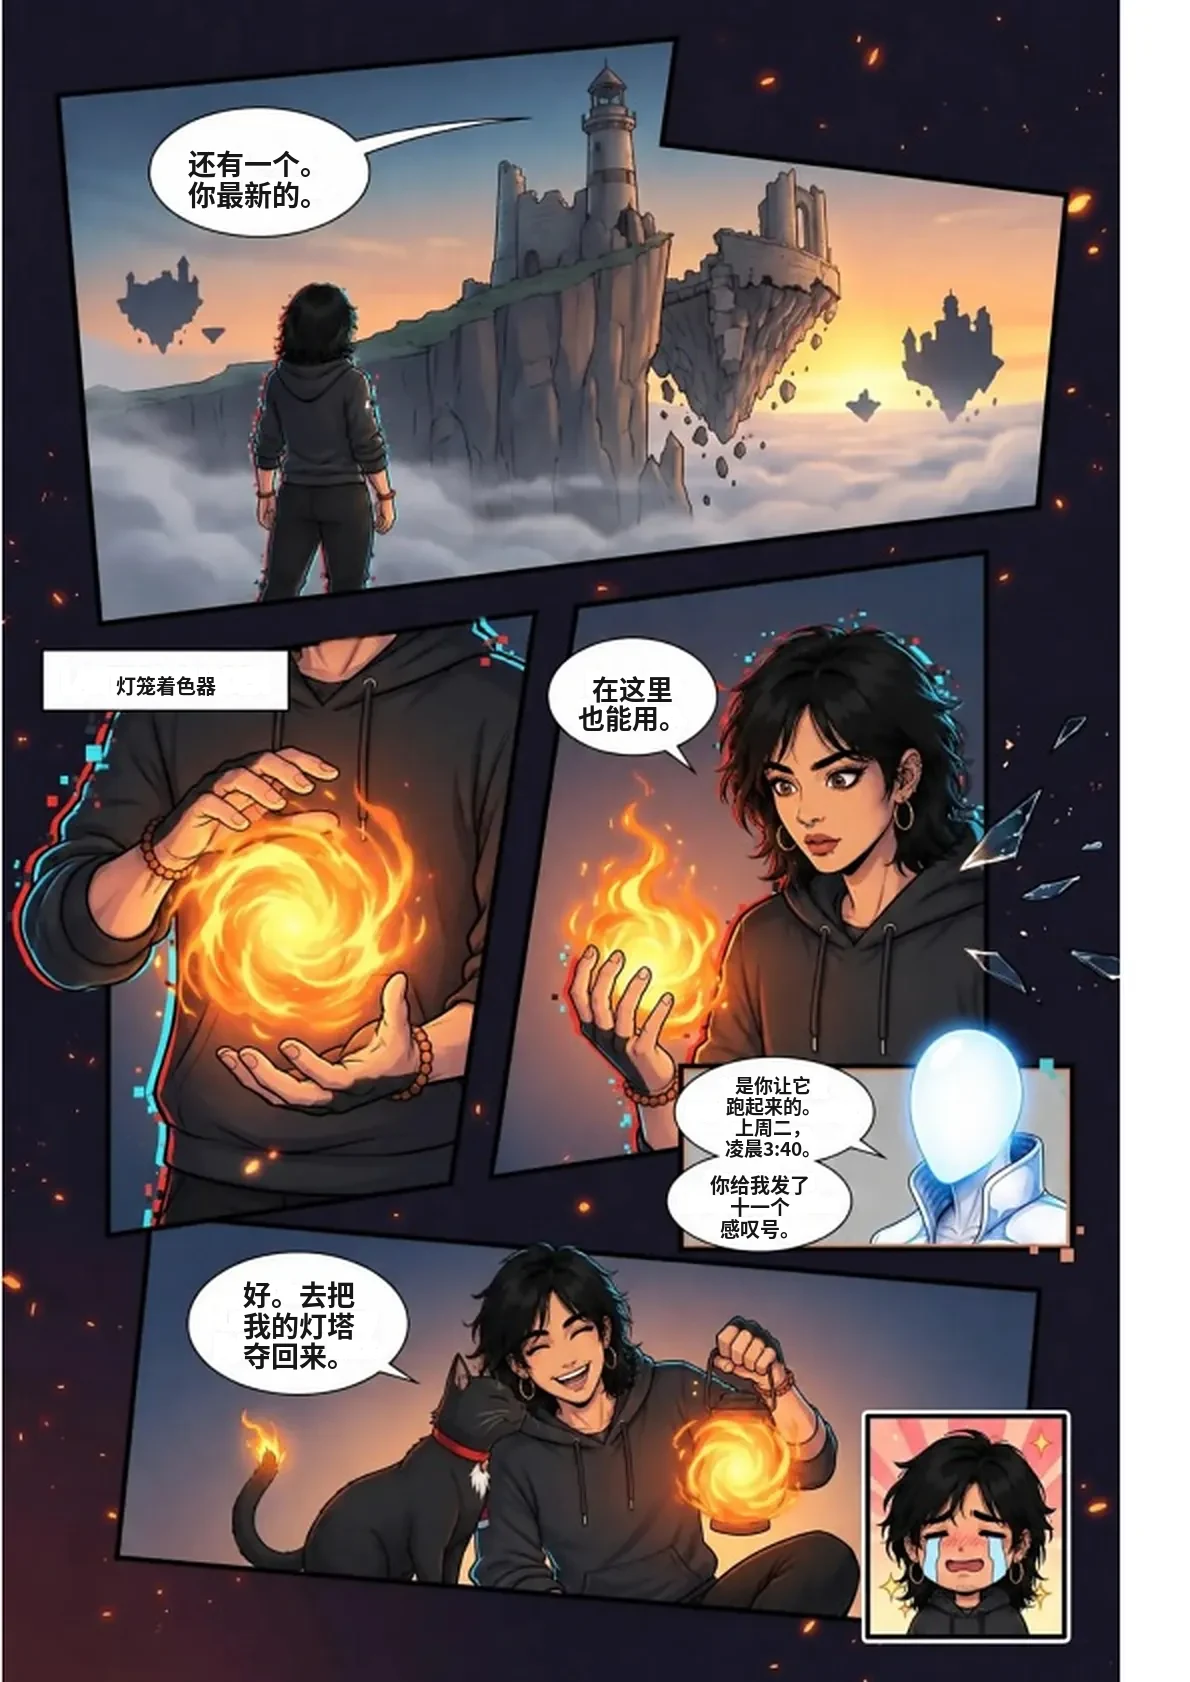 还有一个。
你最新的。
灯笼着色器
在这里
也能用。
是你让它
跑起来的。
上周二，
凌晨3:40。
你给我发了
十一个
感叹号。
好。去把
我的灯塔
夺回来。